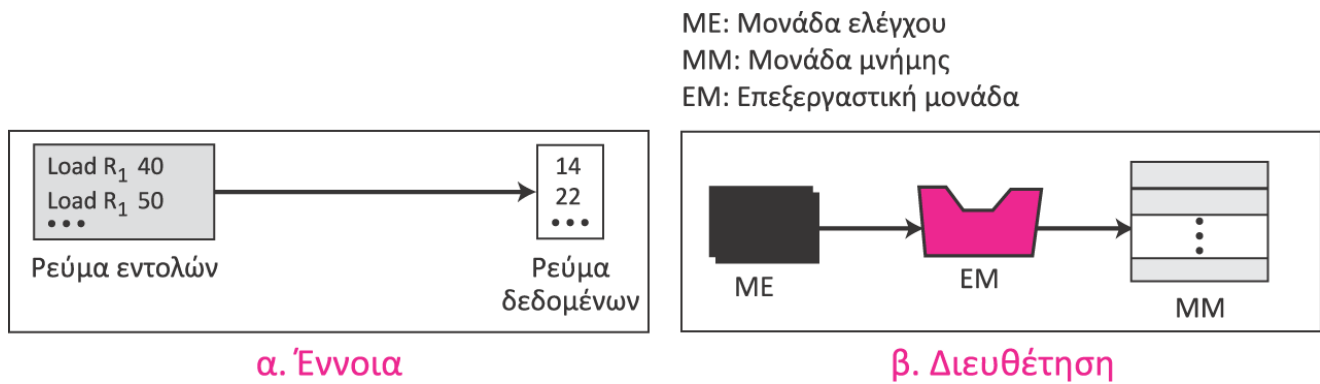 ΜΕ: Μονάδα ελέγχου
ΜΜ: Μονάδα μνήμης
ΕΜ: Επεξεργαστική μονάδα
Load R1 40
Load R1 50
•••
Ρεύμα εντολών
14
22
•••
Ρεύμα
δεδομένων
α. Έννοια
ΜΕ
ΕΜ
ΜΜ
β. Διευθέτηση